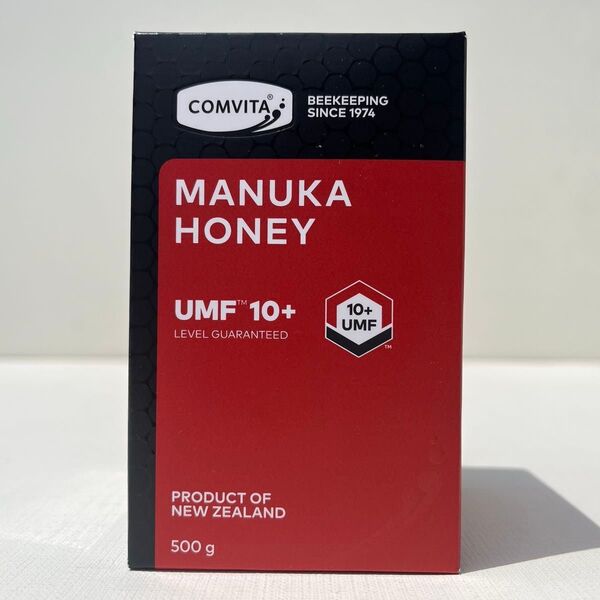 COMVITA®
BEEKEEPING
SINCE 1974
MANUKA
HONEY
UMF™ 10+
LEVEL GUARANTEED
10+
UMF
™
PRODUCT OF
NEW ZEALAND
500 g